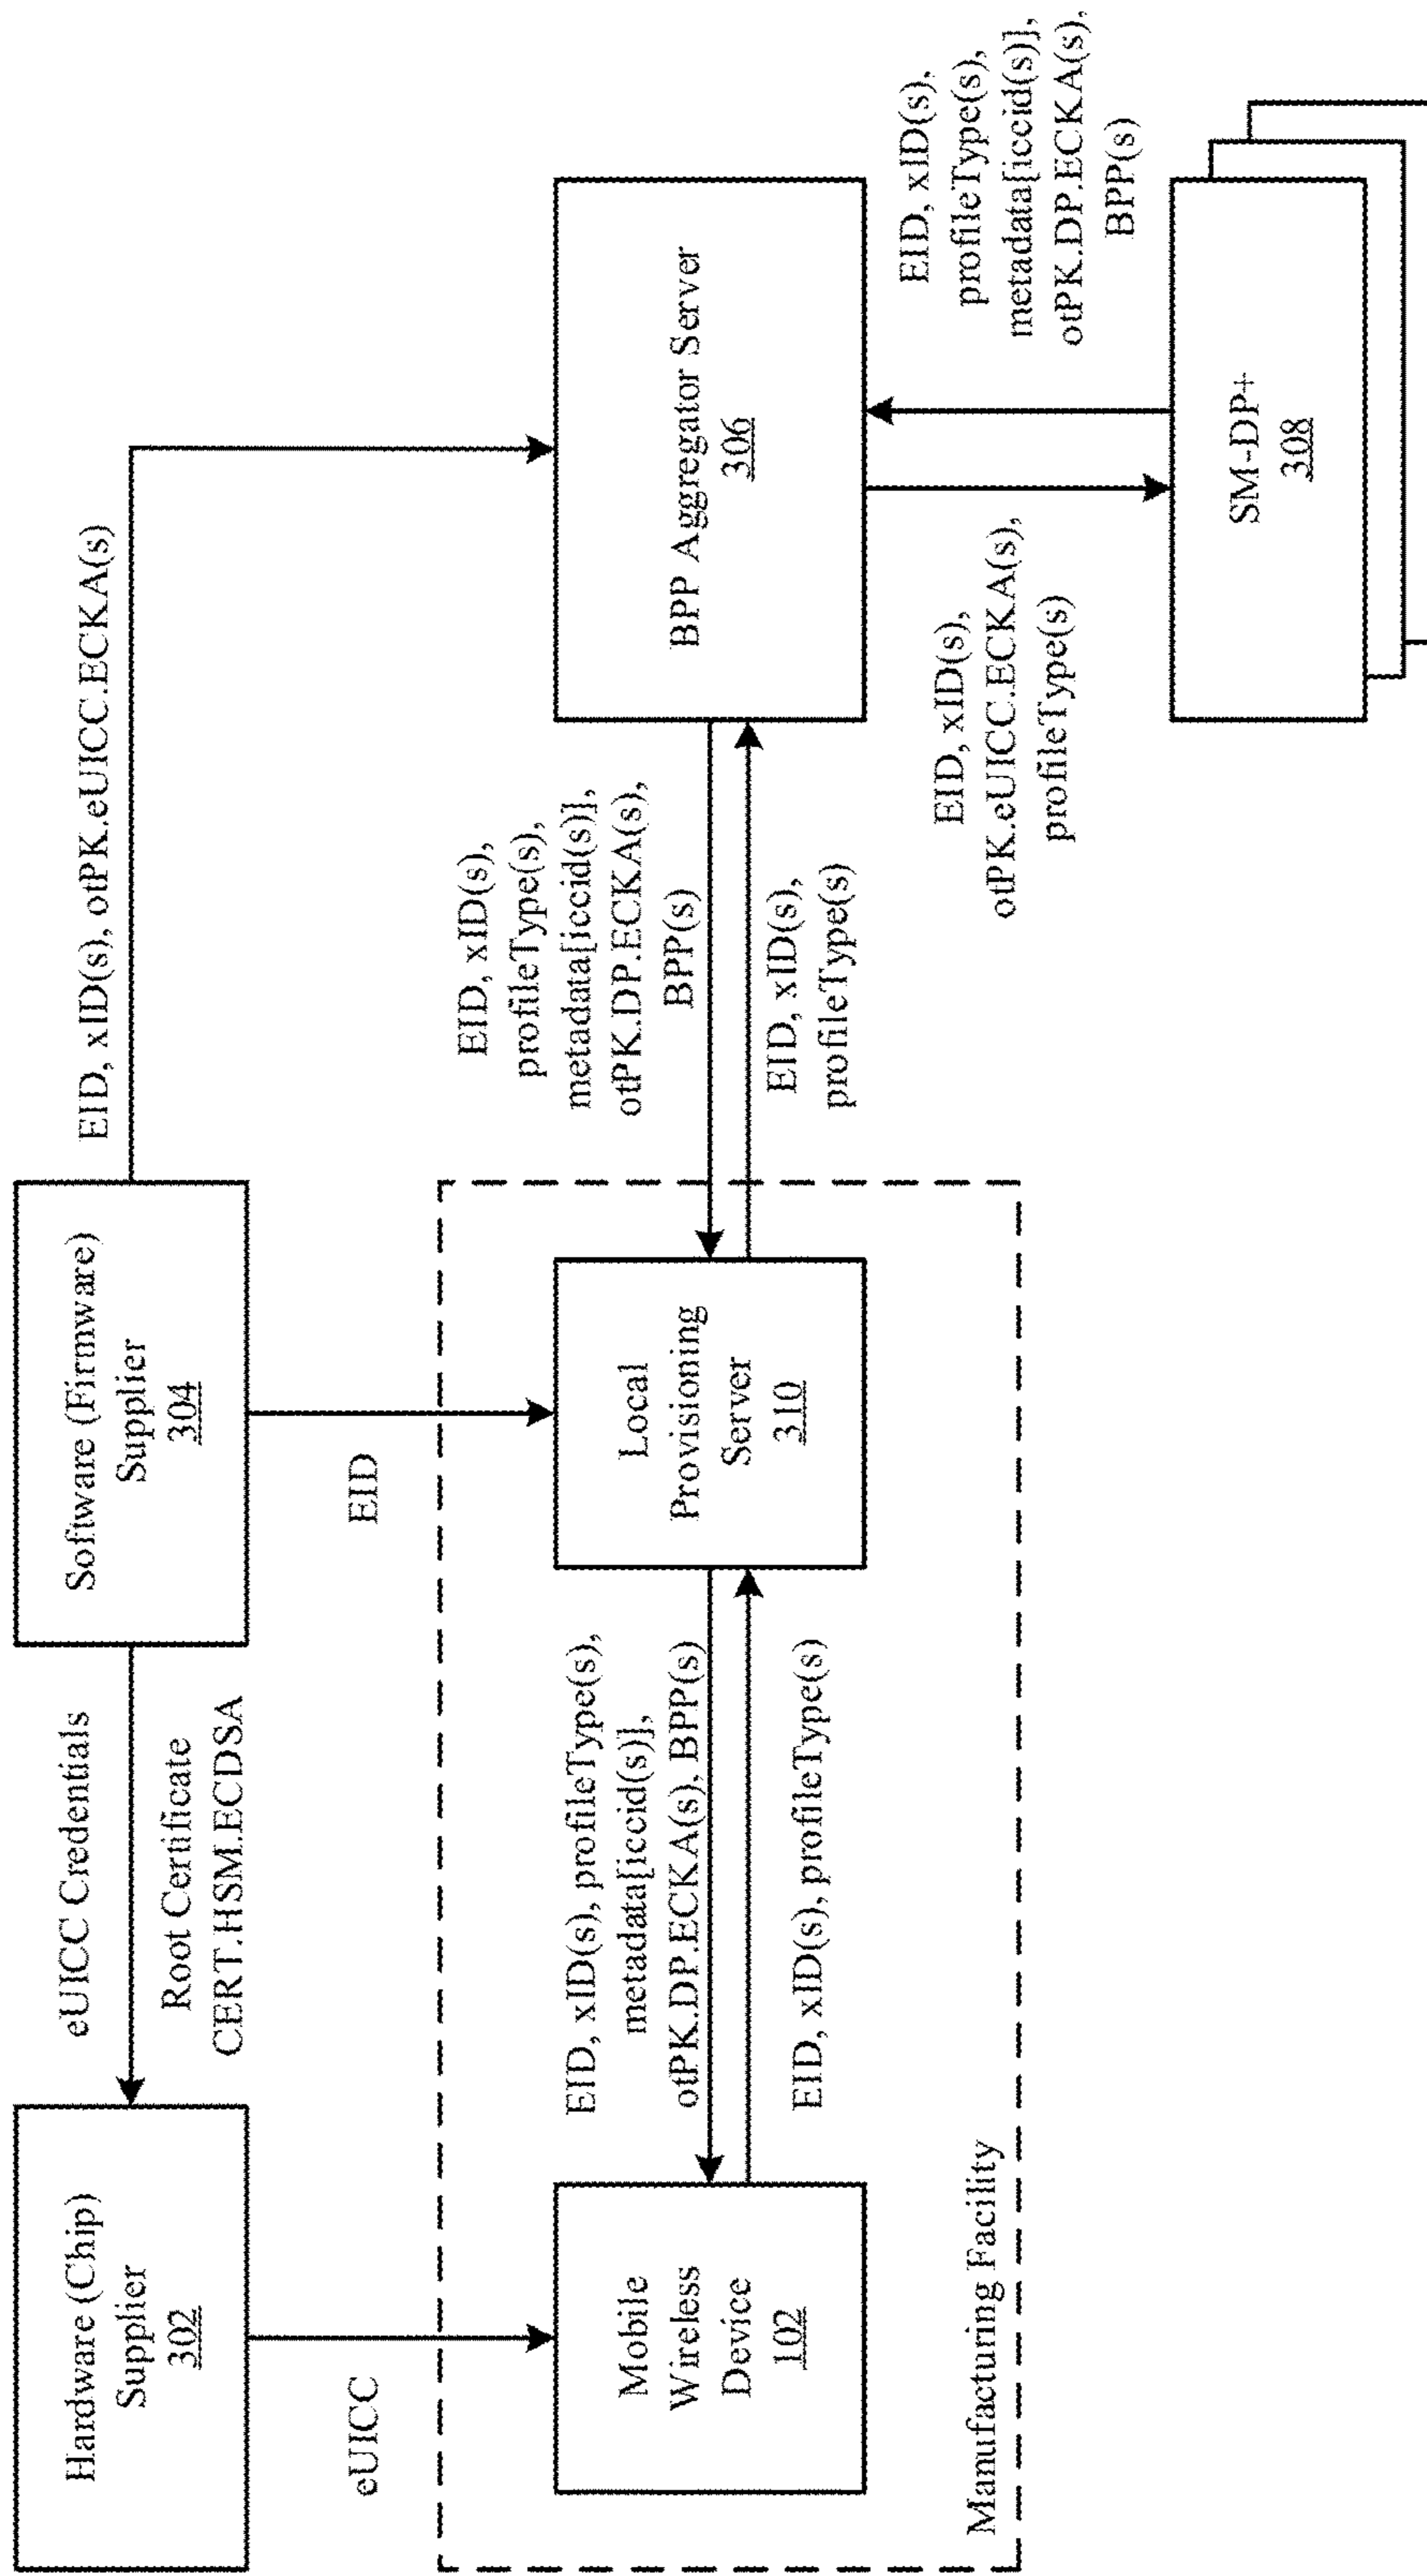 Hardware (Chip)
Supplier
302
eUICC Credentials
Root Certificate
CERT.HSM.ECDSA
Software (Firmware)
Supplier
304
EID, xID(s), otPK.eUICC.ECKA(s)
eUICC
EID
Mobile
Wireless
Device
102
EID, xID(s), profileType(s),
metadata[iccid(s)],
otPK.DP.ECKA(s), BPP(s)
EID, xID(s), profileType(s)
Local
Provisioning
Server
310
Manufacturing Facility
EID, xID(s),
profileType(s),
metadata[iccid(s)],
otPK.DP.ECKA(s),
BPP(s)
EID, xID(s),
profileType(s)
BPP Aggregator Server
306
EID, xID(s),
otPK.eUICC.ECKA(s),
profileType(s)
EID, xID(s),
profileType(s),
metadata[iccid(s)],
otPK.DP.ECKA(s),
BPP(s)
SM-DP+
308